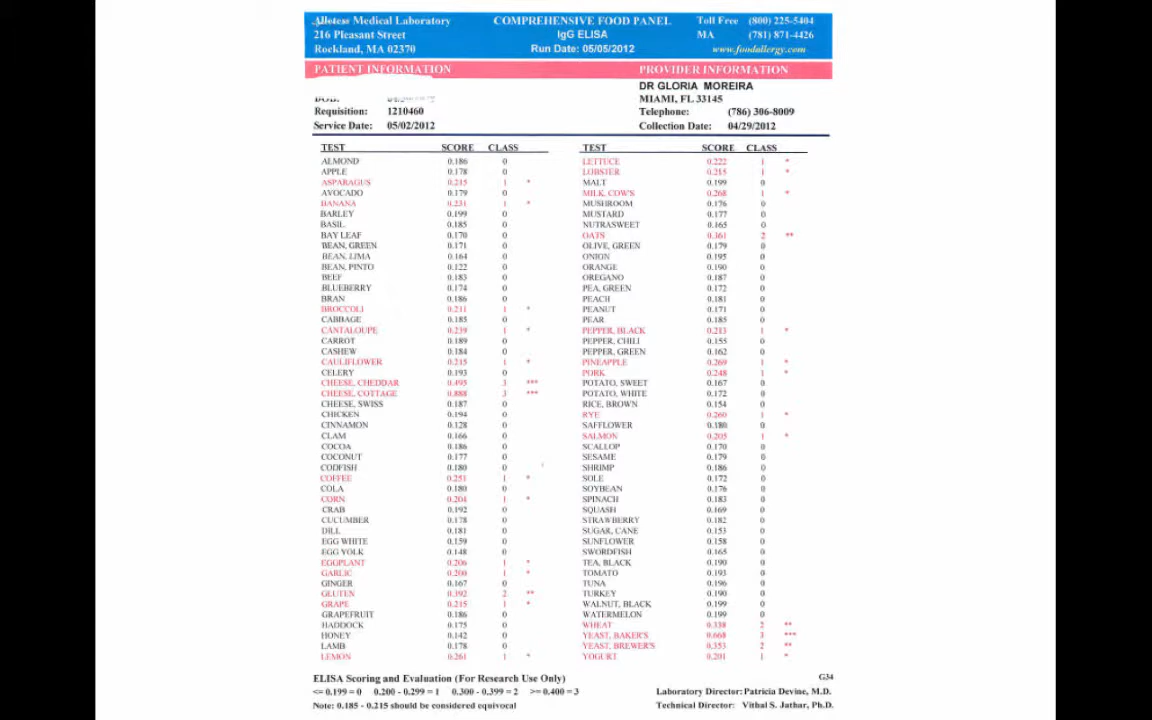 Alletess Medical Laboratory COMPREHENSIVE FOOD PANEL Toll Free (800) 225-5404
216 Pleasant Street IgG ELISA MA (781) 871-4426
Rockland, MA 02370 Run Date: 05/05/2012 www.foodallergy.com
PATIENT INFORMATION PROVIDER INFORMATION
DR GLORIA MOREIRA
MIAMI, FL 33145
Requisition: 1210460 Telephone: (786) 306-8009
Service Date: 05/02/2012 Collection Date: 04/29/2012
TEST SCORE CLASS TEST SCORE CLASS
ALMOND 0.186 0 LETTUCE 0.222 1 *
APPLE 0.178 0 LOBSTER 0.215 1 *
ASPARAGUS 0.215 1 * MALT 0.199 0
AVOCADO 0.179 0 MILK, COW'S 0.268 1 *
BANANA 0.231 1 * MUSHROOM 0.176 0
BARLEY 0.199 0 MUSTARD 0.177 0
BASIL 0.185 0 NUTRASWEET 0.165 0
BAY LEAF 0.170 0 OATS 0.361 2 **
BEAN, GREEN 0.171 0 OLIVE, GREEN 0.179 0
BEAN, LIMA 0.164 0 ONION 0.195 0
BEAN, PINTO 0.122 0 ORANGE 0.190 0
BEEF 0.183 0 OREGANO 0.187 0
BLUEBERRY 0.174 0 PEA, GREEN 0.172 0
BRAN 0.186 0 PEACH 0.181 0
BROCCOLI 0.211 1 * PEANUT 0.171 0
CABBAGE 0.185 0 PEAR 0.185 0
CANTALOUPE 0.239 1 * PEPPER, BLACK 0.213 1 *
CARROT 0.189 0 PEPPER, CHILI 0.155 0
CASHEW 0.184 0 PEPPER, GREEN 0.162 0
CAULIFLOWER 0.215 1 * PINEAPPLE 0.269 1 *
CELERY 0.193 0 PORK 0.248 1 *
CHEESE, CHEDDAR 0.495 3 *** POTATO, SWEET 0.167 0
CHEESE, COTTAGE 0.888 3 *** POTATO, WHITE 0.172 0
CHEESE, SWISS 0.187 0 RICE, BROWN 0.154 0
CHICKEN 0.194 0 RYE 0.260 1 *
CINNAMON 0.128 0 SAFFLOWER 0.180 0
CLAM 0.166 0 SALMON 0.205 1 *
COCOA 0.186 0 SCALLOP 0.170 0
COCONUT 0.177 0 SESAME 0.179 0
CODFISH 0.180 0 SHRIMP 0.186 0
COFFEE 0.251 1 * SOLE 0.172 0
COLA 0.180 0 SOYBEAN 0.176 0
CORN 0.204 1 * SPINACH 0.183 0
CRAB 0.192 0 SQUASH 0.169 0
CUCUMBER 0.178 0 STRAWBERRY 0.182 0
DILL 0.181 0 SUGAR, CANE 0.153 0
EGG WHITE 0.159 0 SUNFLOWER 0.158 0
EGG YOLK 0.148 0 SWORDFISH 0.165 0
EGGPLANT 0.206 1 * TEA, BLACK 0.190 0
GARLIC 0.200 1 * TOMATO 0.193 0
GINGER 0.167 0 TUNA 0.196 0
GLUTEN 0.392 2 ** TURKEY 0.190 0
GRAPE 0.215 1 * WALNUT, BLACK 0.199 0
GRAPEFRUIT 0.186 0 WATERMELON 0.199 0
HADDOCK 0.175 0 WHEAT 0.338 2 **
HONEY 0.142 0 YEAST, BAKER'S 0.668 3 ***
LAMB 0.178 0 YEAST, BREWER'S 0.353 2 **
LEMON 0.261 1 * YOGURT 0.201 1 *
ELISA Scoring and Evaluation (For Research Use Only) G34
<= 0.199 = 0 0.200 - 0.299 = 1 0.300 - 0.399 = 2 >= 0.400 = 3 Laboratory Director: Patricia Devine, M.D.
Note: 0.185 - 0.215 should be considered equivocal Technical Director: Vithal S. Jathar, Ph.D.